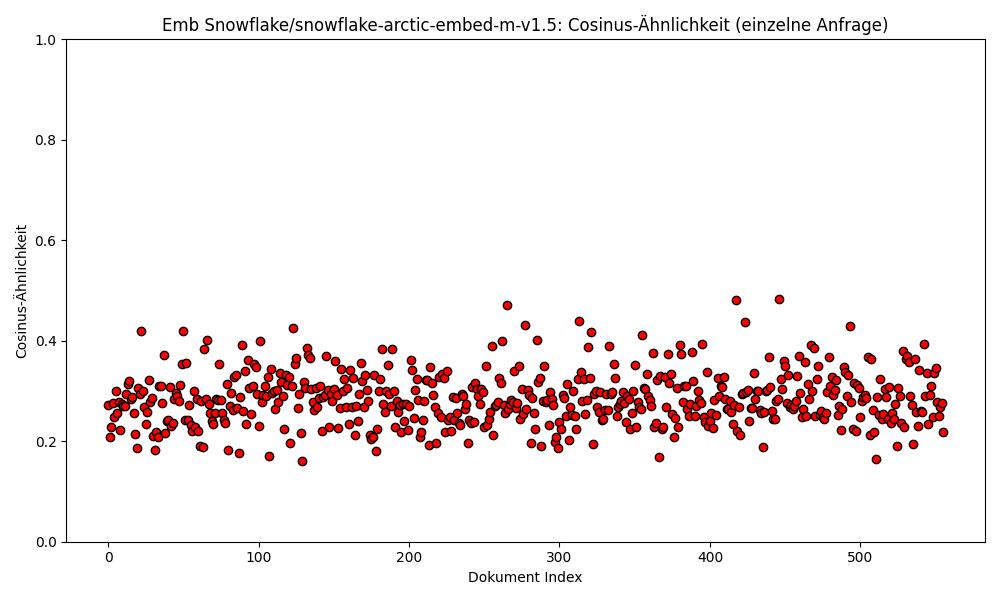 Emb Snowflake/snowflake-arctic-embed-m-v1.5: Cosinus-Ähnlichkeit (einzelne Anfrage)
1.0
0.8
0.6
0.4
0.2
0.0
Cosinus-Ähnlichkeit
0 100 200 300 400 500
Dokument Index